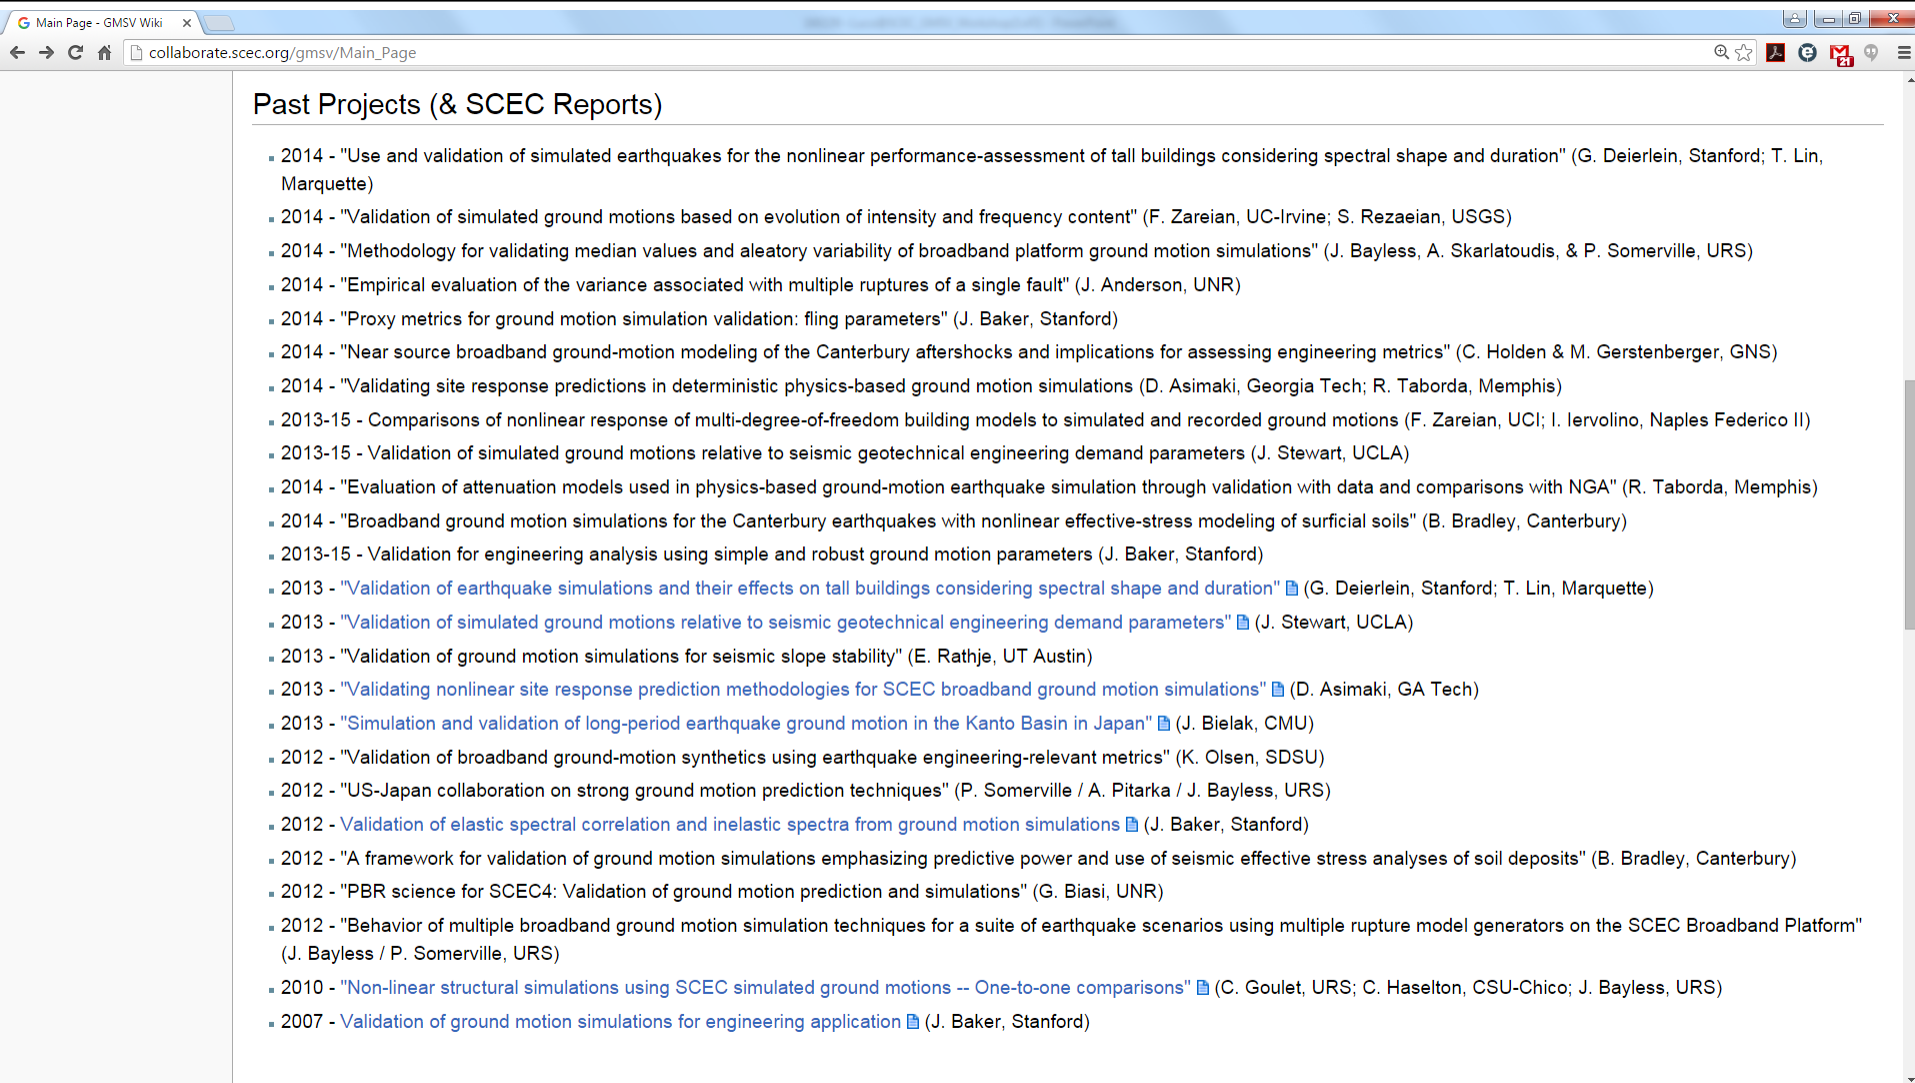 Main Page - GMSV Wiki
collaborate.scec.org/gmsv/Main_Page
21
Past Projects (& SCEC Reports)
2014 - "Use and validation of simulated earthquakes for the nonlinear performance-assessment of tall buildings considering spectral shape and duration" (G. Deierlein, Stanford; T. Lin,
Marquette)
2014 - "Validation of simulated ground motions based on evolution of intensity and frequency content" (F. Zareian, UC-Irvine; S. Rezaeian, USGS)
2014 - "Methodology for validating median values and aleatory variability of broadband platform ground motion simulations" (J. Bayless, A. Skarlatoudis, & P. Somerville, URS)
2014 - "Empirical evaluation of the variance associated with multiple ruptures of a single fault" (J. Anderson, UNR)
2014 - "Proxy metrics for ground motion simulation validation: fling parameters" (J. Baker, Stanford)
2014 - "Near source broadband ground-motion modeling of the Canterbury aftershocks and implications for assessing engineering metrics" (C. Holden & M. Gerstenberger, GNS)
2014 - "Validating site response predictions in deterministic physics-based ground motion simulations (D. Asimaki, Georgia Tech; R. Taborda, Memphis)
2013-15 - Comparisons of nonlinear response of multi-degree-of-freedom building models to simulated and recorded ground motions (F. Zareian, UCI; I. Iervolino, Naples Federico II)
2013-15 - Validation of simulated ground motions relative to seismic geotechnical engineering demand parameters (J. Stewart, UCLA)
2014 - "Evaluation of attenuation models used in physics-based ground-motion earthquake simulation through validation with data and comparisons with NGA" (R. Taborda, Memphis)
2014 - "Broadband ground motion simulations for the Canterbury earthquakes with nonlinear effective-stress modeling of surficial soils" (B. Bradley, Canterbury)
2013-15 - Validation for engineering analysis using simple and robust ground motion parameters (J. Baker, Stanford)
2013 - "Validation of earthquake simulations and their effects on tall buildings considering spectral shape and duration" (G. Deierlein, Stanford; T. Lin, Marquette)
2013 - "Validation of simulated ground motions relative to seismic geotechnical engineering demand parameters" (J. Stewart, UCLA)
2013 - "Validation of ground motion simulations for seismic slope stability" (E. Rathje, UT Austin)
2013 - "Validating nonlinear site response prediction methodologies for SCEC broadband ground motion simulations" (D. Asimaki, GA Tech)
2013 - "Simulation and validation of long-period earthquake ground motion in the Kanto Basin in Japan" (J. Bielak, CMU)
2012 - "Validation of broadband ground-motion synthetics using earthquake engineering-relevant metrics" (K. Olsen, SDSU)
2012 - "US-Japan collaboration on strong ground motion prediction techniques" (P. Somerville / A. Pitarka / J. Bayless, URS)
2012 - Validation of elastic spectral correlation and inelastic spectra from ground motion simulations (J. Baker, Stanford)
2012 - "A framework for validation of ground motion simulations emphasizing predictive power and use of seismic effective stress analyses of soil deposits" (B. Bradley, Canterbury)
2012 - "PBR science for SCEC4: Validation of ground motion prediction and simulations" (G. Biasi, UNR)
2012 - "Behavior of multiple broadband ground motion simulation techniques for a suite of earthquake scenarios using multiple rupture model generators on the SCEC Broadband Platform"
(J. Bayless / P. Somerville, URS)
2010 - "Non-linear structural simulations using SCEC simulated ground motions -- One-to-one comparisons" (C. Goulet, URS; C. Haselton, CSU-Chico; J. Bayless, URS)
2007 - Validation of ground motion simulations for engineering application (J. Baker, Stanford)